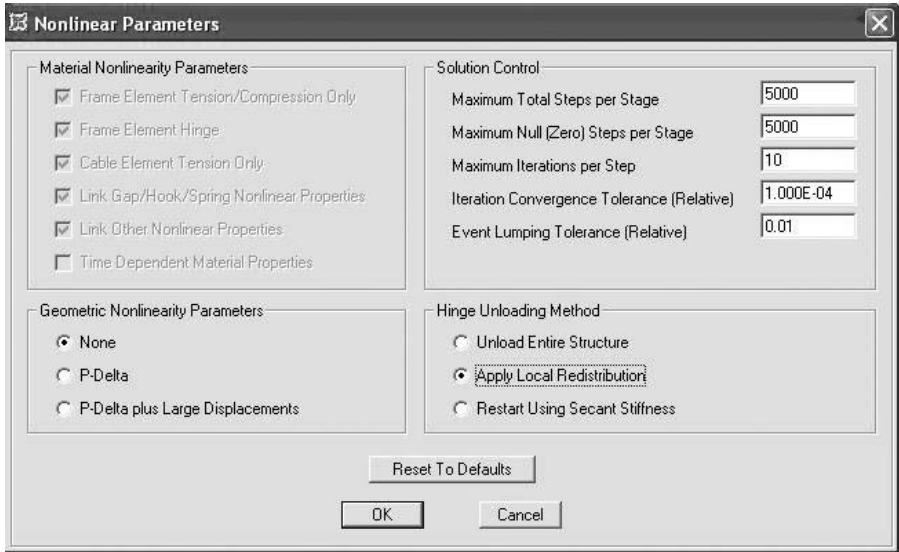 Nonlinear Parameters
Material Nonlinearity Parameters
Frame Element Tension/Compression Only
Frame Element Hinge
Cable Element Tension Only
Link Gap/Hook/Spring Nonlinear Properties
Link Other Nonlinear Properties
Time Dependent Material Properties
Solution Control
Maximum Total Steps per Stage 5000
Maximum Null (Zero) Steps per Stage 5000
Maximum Iterations per Step 10
Iteration Convergence Tolerance (Relative) 1.000E-04
Event Lumping Tolerance (Relative) 0.01
Geometric Nonlinearity Parameters
None
P-Delta
P-Delta plus Large Displacements
Hinge Unloading Method
Unload Entire Structure
Apply Local Redistribution
Restart Using Secant Stiffness
Reset To Defaults
OK Cancel